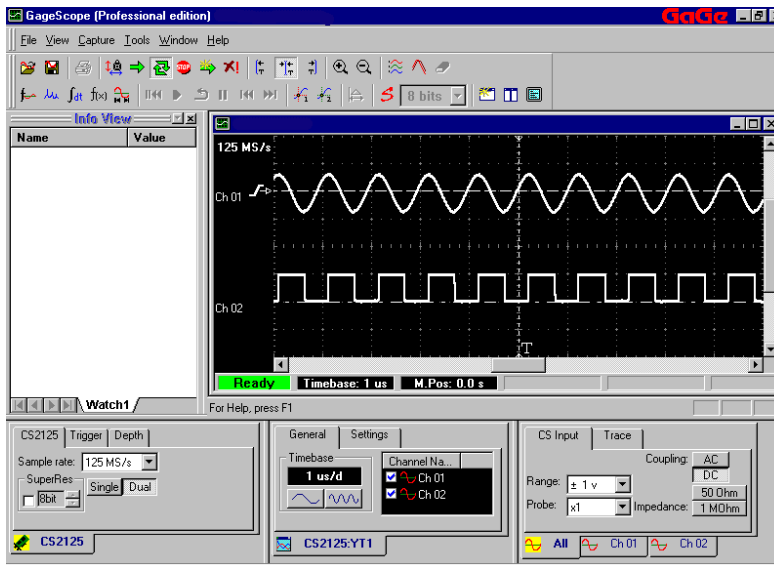 GageScope (Professional edition) GaGe
File View Capture Tools Window Help
8 bits
Info View
Name Value
Watch1
125 MS/s
Ch 01
Ch 02
T
Ready Timebase: 1 us M.Pos: 0.0 s
For Help, press F1
CS2125 Trigger Depth
Sample rate: 125 MS/s
SuperRes
8bit
Single Dual
CS2125
General Settings
Timebase
1 us/d
Channel Na...
Ch 01
Ch 02
CS2125:YT1
CS Input Trace
Coupling: AC
DC
Range: ± 1 v
50 Ohm
Probe: x1 Impedance: 1 MOhm
All Ch 01 Ch 02